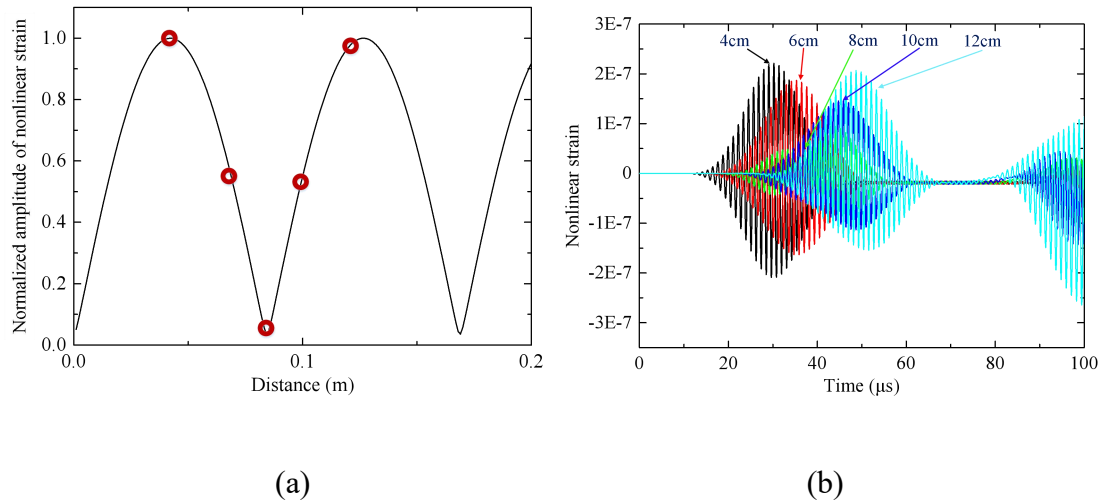 1.0
0.8
0.6
0.4
0.2
0.0
Normalized amplitude of nonlinear strain
0.0
0.1
0.2
Distance (m)
(a)
3E-7
2E-7
1E-7
0
-1E-7
-2E-7
-3E-7
Nonlinear strain
4cm
6cm
8cm
10cm
12cm
0
20
40
60
80
100
Time (μs)
(b)